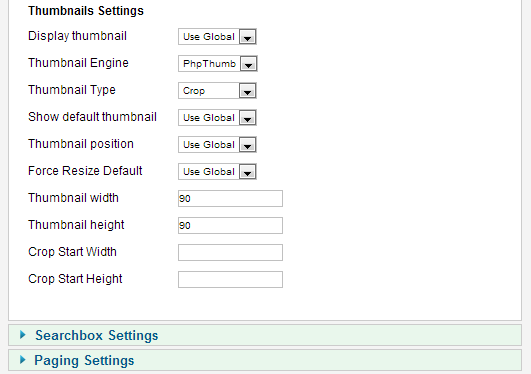 Thumbnails Settings
Display thumbnail Use Global
Thumbnail Engine PhpThumb
Thumbnail Type Crop
Show default thumbnail Use Global
Thumbnail position Use Global
Force Resize Default Use Global
Thumbnail width 90
Thumbnail height 90
Crop Start Width
Crop Start Height
Searchbox Settings
Paging Settings